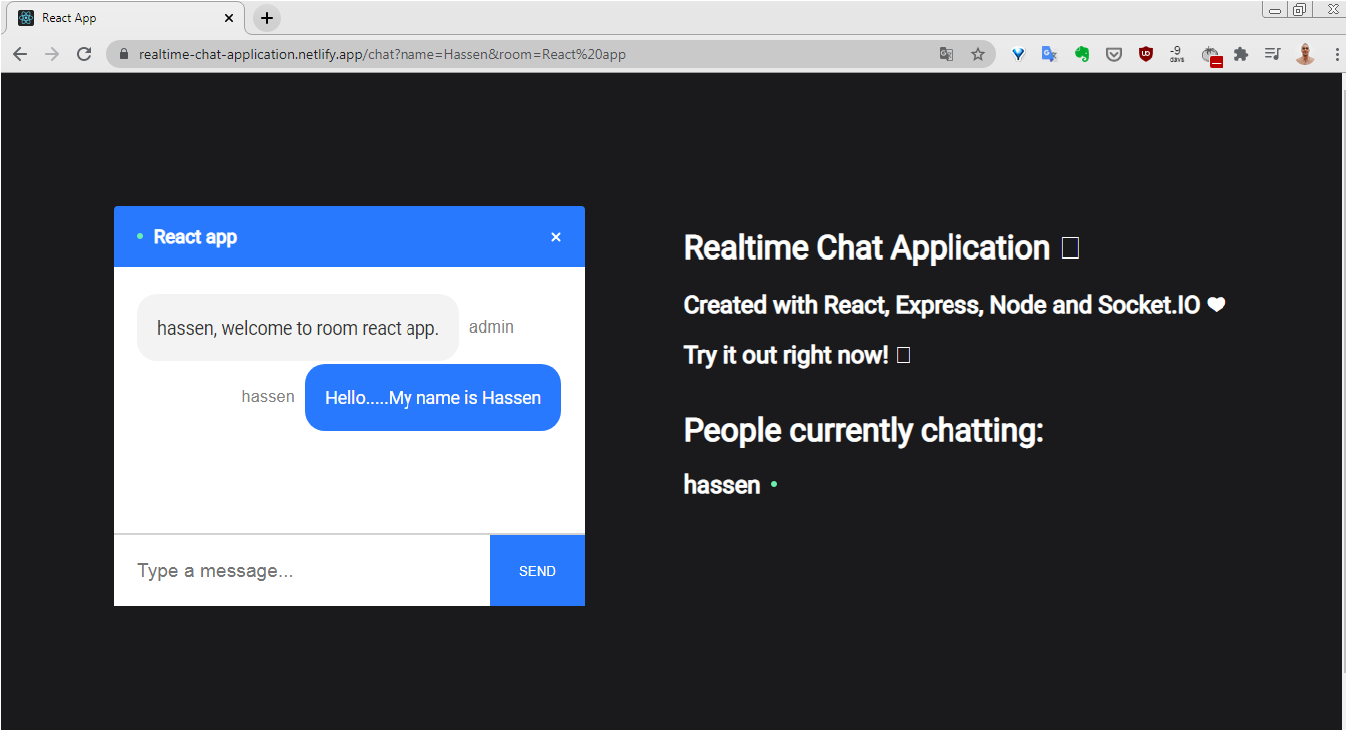 React App
realtime-chat-application.netlify.app/chat?name=Hassen&room=React%20app
-9
days
React app
hassen, welcome to room react app. admin
hassen Hello.....My name is Hassen
Type a message...
SEND
Realtime Chat Application
Created with React, Express, Node and Socket.IO
Try it out right now!
People currently chatting:
hassen